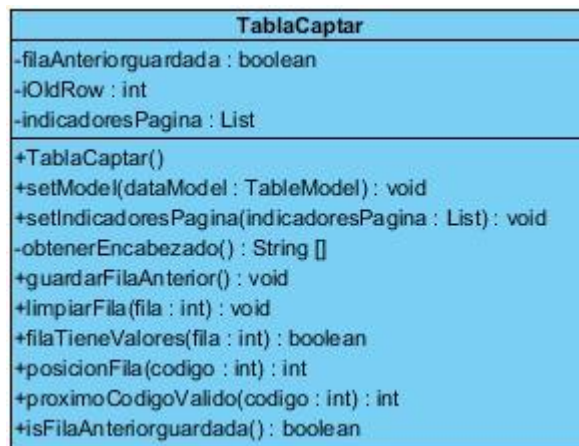 TablaCaptar
-filaAnteriorguardada : boolean
-iOldRow : int
-indicadoresPagina : List
+TablaCaptar()
+setModel(dataModel : TableModel) : void
+setIndicadoresPagina(indicadoresPagina : List) : void
-obtenerEncabezado() : String []
+guardarFilaAnterior() : void
+limpiarFila(fila : int) : void
+filaTieneValores(fila : int) : boolean
+posicionFila(codigo : int) : int
+proximoCodigoValido(codigo : int) : int
+isFilaAnteriorguardada() : boolean